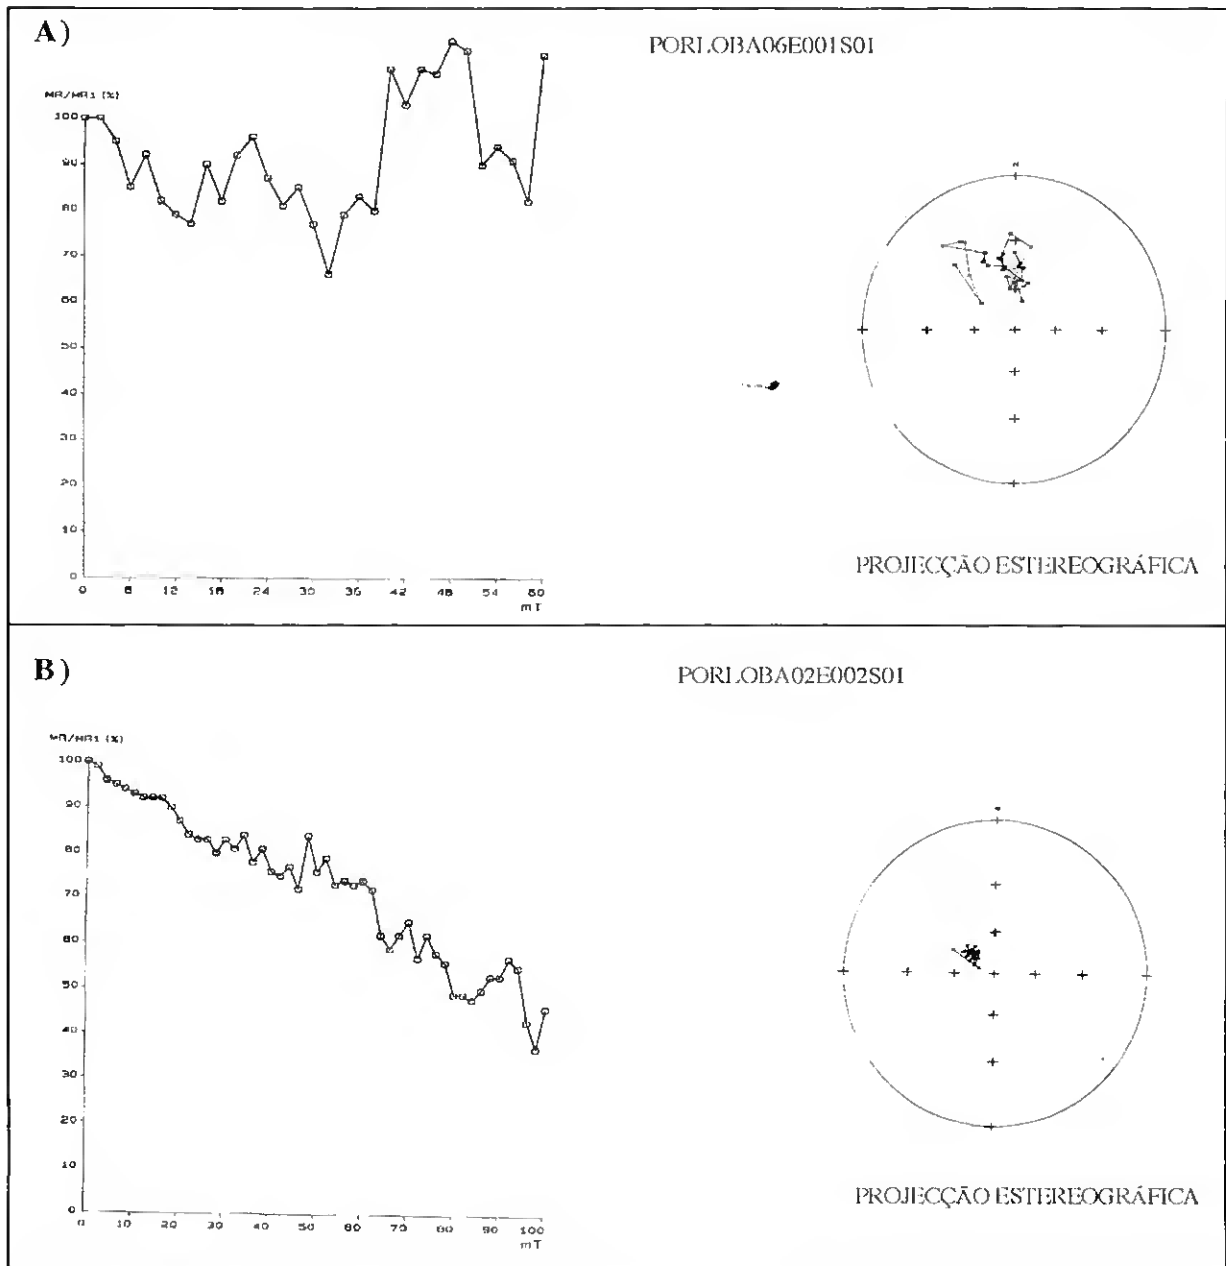 A)
PORLOBA06E001S01
MR/MR1 (%)
100
90
80
70
60
50
40
30
20
10
0
0 6 12 18 24 30 36 42 48 54 60
mT
N
PROJECÇÃO ESTEREOGRÁFICA
B)
PORLOBA02E002S01
MR/MR1 (%)
100
90
80
70
60
50
40
30
20
10
0
0 10 20 30 40 50 60 70 80 90 100
mT
PROJECÇÃO ESTEREOGRÁFICA